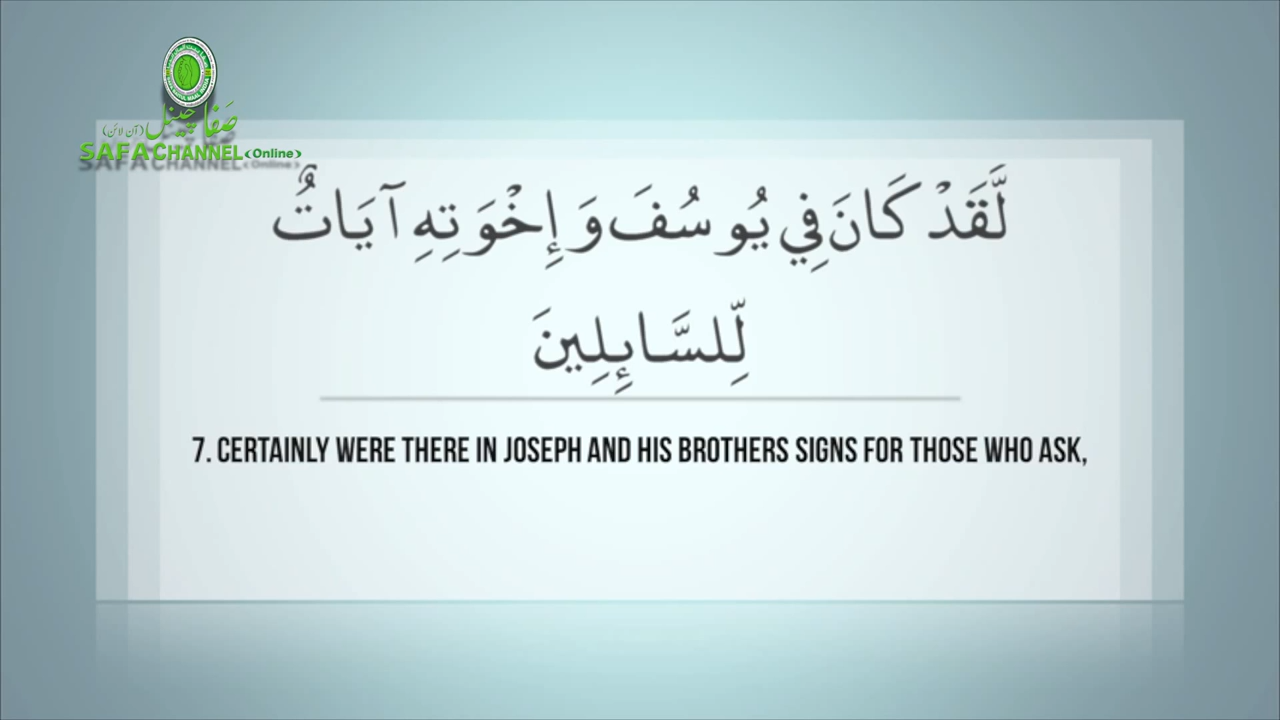 صَفا چینل (آن لائن)
SAFA CHANNEL Online
لَّقَدْ كَانَ فِي يُوسُفَ وَإِخْوَتِهِ آيَاتٌ
لِّلسَّائِلِينَ
7. CERTAINLY WERE THERE IN JOSEPH AND HIS BROTHERS SIGNS FOR THOSE WHO ASK,